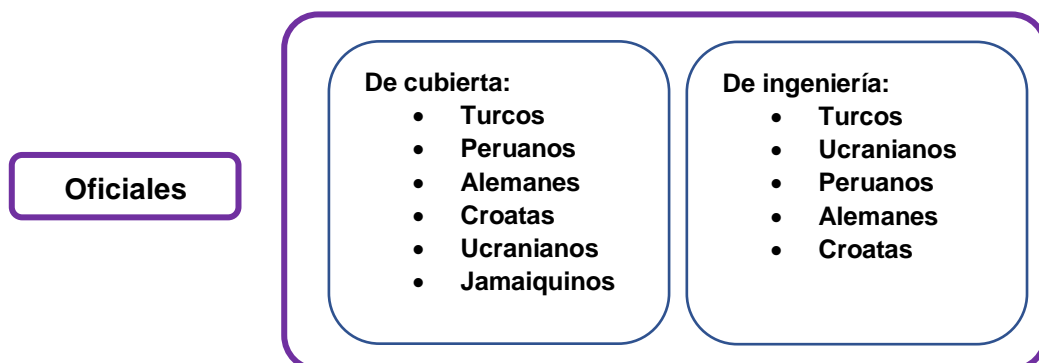 Oficiales
De cubierta:
• Turcos
• Peruanos
• Alemanes
• Croatas
• Ucranianos
• Jamaiquinos
De ingeniería:
• Turcos
• Ucranianos
• Peruanos
• Alemanes
• Croatas